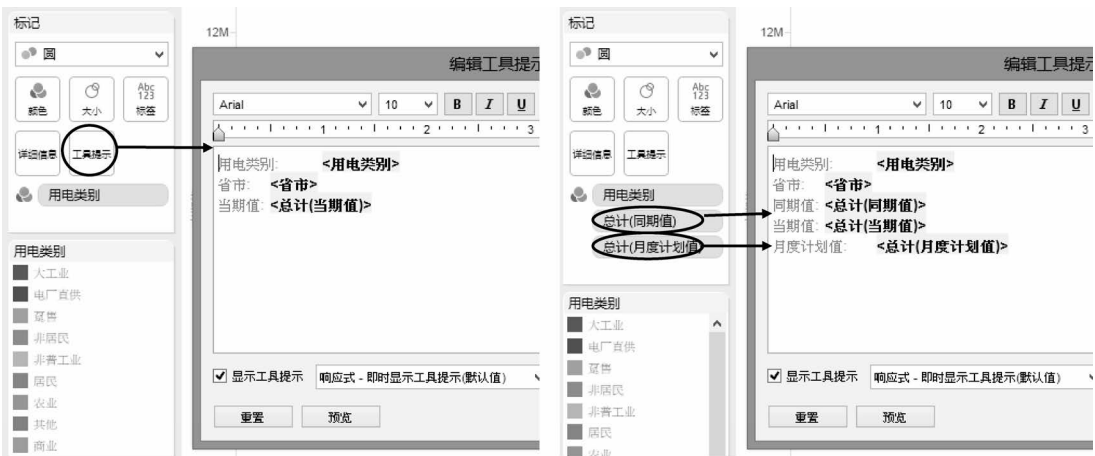 标记
圆
颜色
大小
Abc
123
标签
详细信息
工具提示
用电类别
用电类别
大工业
电厂直供
趸售
非居民
非普工业
居民
农业
其他
商业
12M
编辑工具提示
Arial
10
B
I
U
1
2
3
用电类别: <用电类别>
省市: <省市>
当期值: <总计(当期值)>
显示工具提示
响应式 - 即时显示工具提示(默认值)
重置
预览
标记
圆
颜色
大小
Abc
123
标签
详细信息
工具提示
用电类别
总计(同期值)
总计(月度计划值)
用电类别
大工业
电厂直供
趸售
非居民
非普工业
居民
农业
12M
编辑工具提示
Arial
10
B
I
U
1
2
3
用电类别: <用电类别>
省市: <省市>
同期值: <总计(同期值)>
当期值: <总计(当期值)>
月度计划值: <总计(月度计划值)>
显示工具提示
响应式 - 即时显示工具提示(默认值)
重置
预览